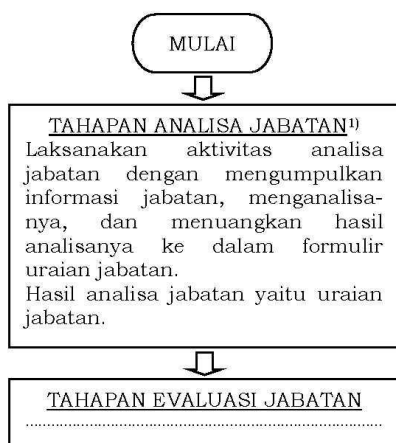 MULAI
TAHAPAN ANALISA JABATAN¹⁾
Laksanakan aktivitas analisa
jabatan dengan mengumpulkan
informasi jabatan, menganalisa-
nya, dan menuangkan hasil
analisanya ke dalam formulir
uraian jabatan.
Hasil analisa jabatan yaitu uraian
jabatan.
TAHAPAN EVALUASI JABATAN
................................................................